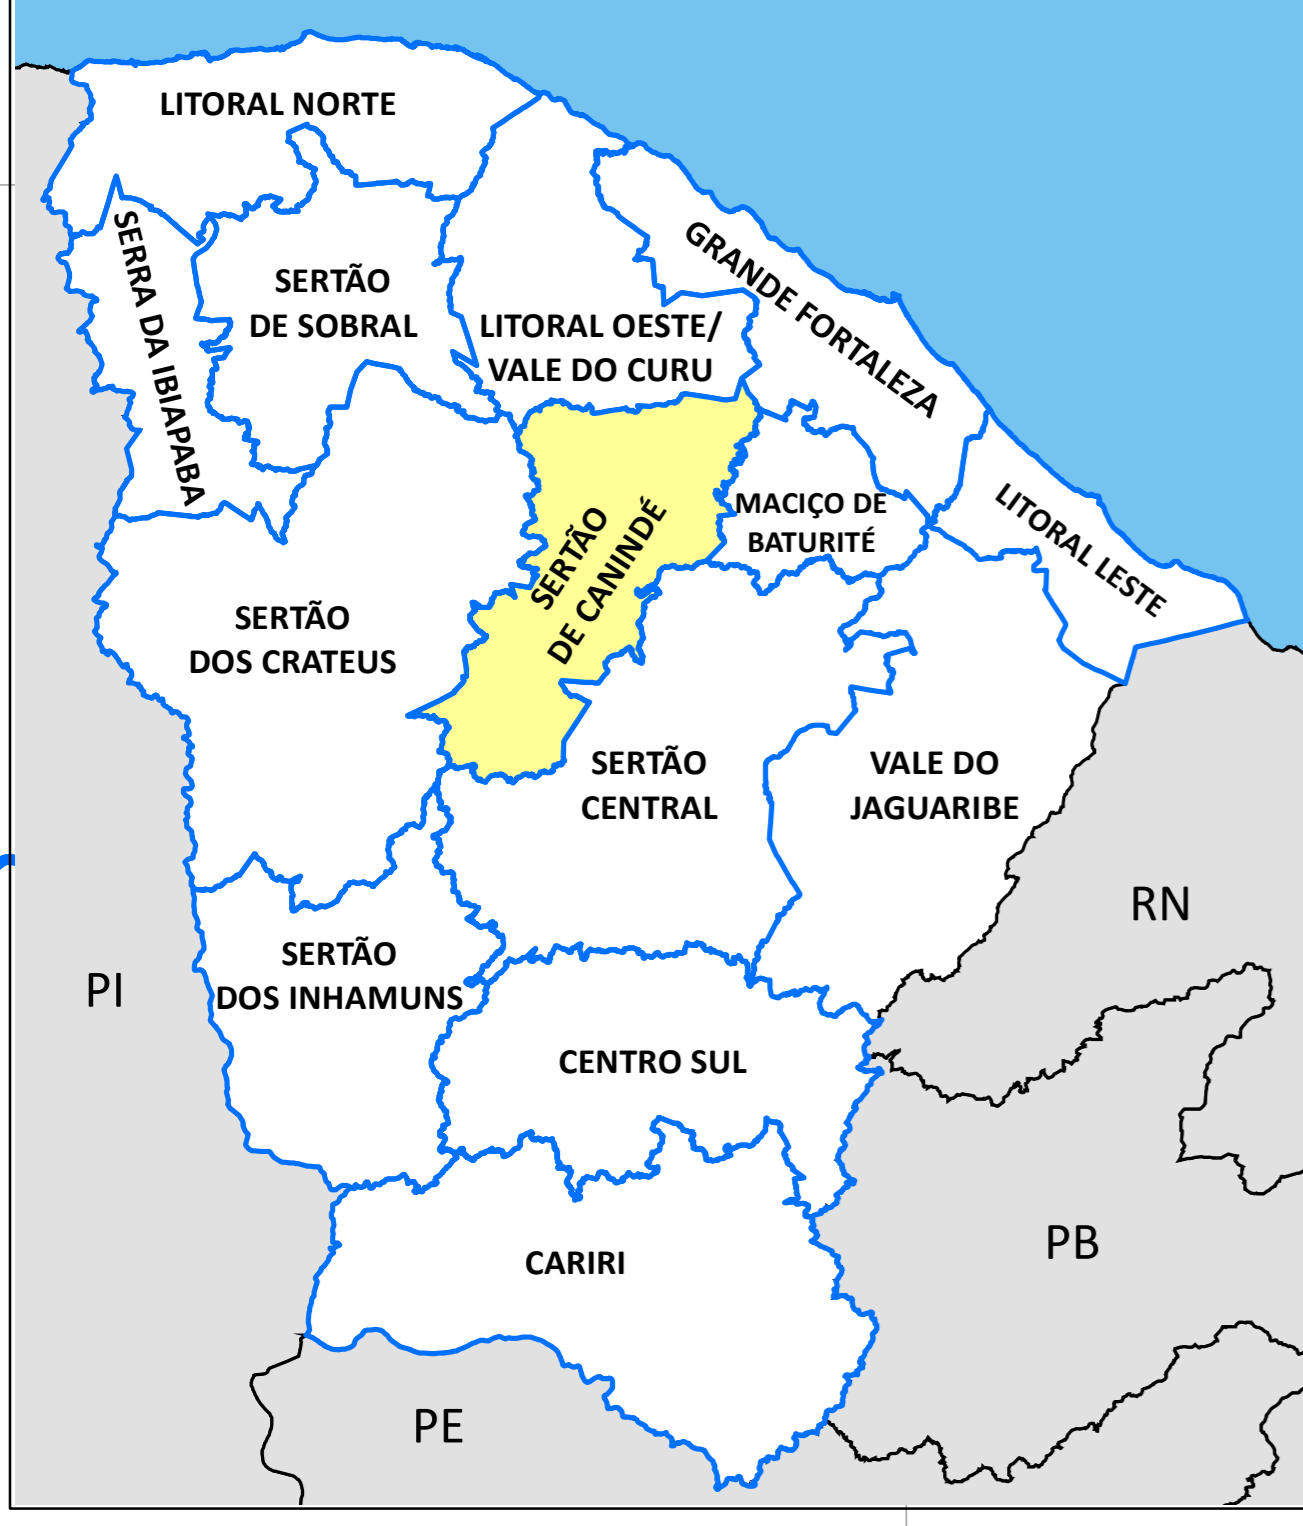 LITORAL NORTE
SERRA DA IBIAPABA
SERTÃO
DE SOBRAL
LITORAL OESTE/
VALE DO CURU
GRANDE FORTALEZA
SERTÃO
DE CANINDÉ
MACIÇO DE
BATURITÉ
LITORAL LESTE
SERTÃO
DOS CRATEUS
SERTÃO
CENTRAL
VALE DO
JAGUARIBE
RN
SERTÃO
DOS INHAMUNS
PI
CENTRO SUL
PB
CARIRI
PE